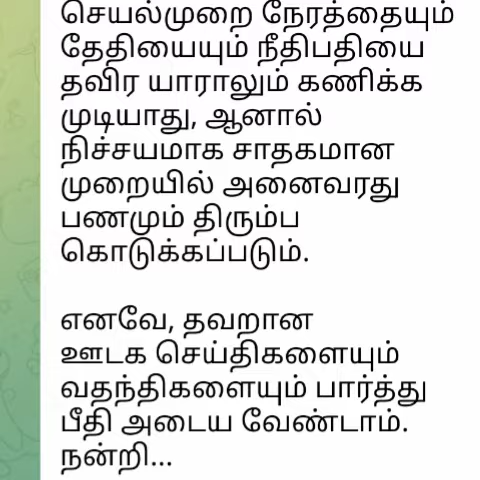 செயல்முறை நேரத்தையும்
தேதியையும் நீதிபதியை
தவிர யாராலும் கணிக்க
முடியாது, ஆனால்
நிச்சயமாக சாதகமான
முறையில் அனைவரது
பணமும் திரும்ப
கொடுக்கப்படும்.
எனவே, தவறான
ஊடக செய்திகளையும்
வதந்திகளையும் பார்த்து
பீதி அடைய வேண்டாம்.
நன்றி...